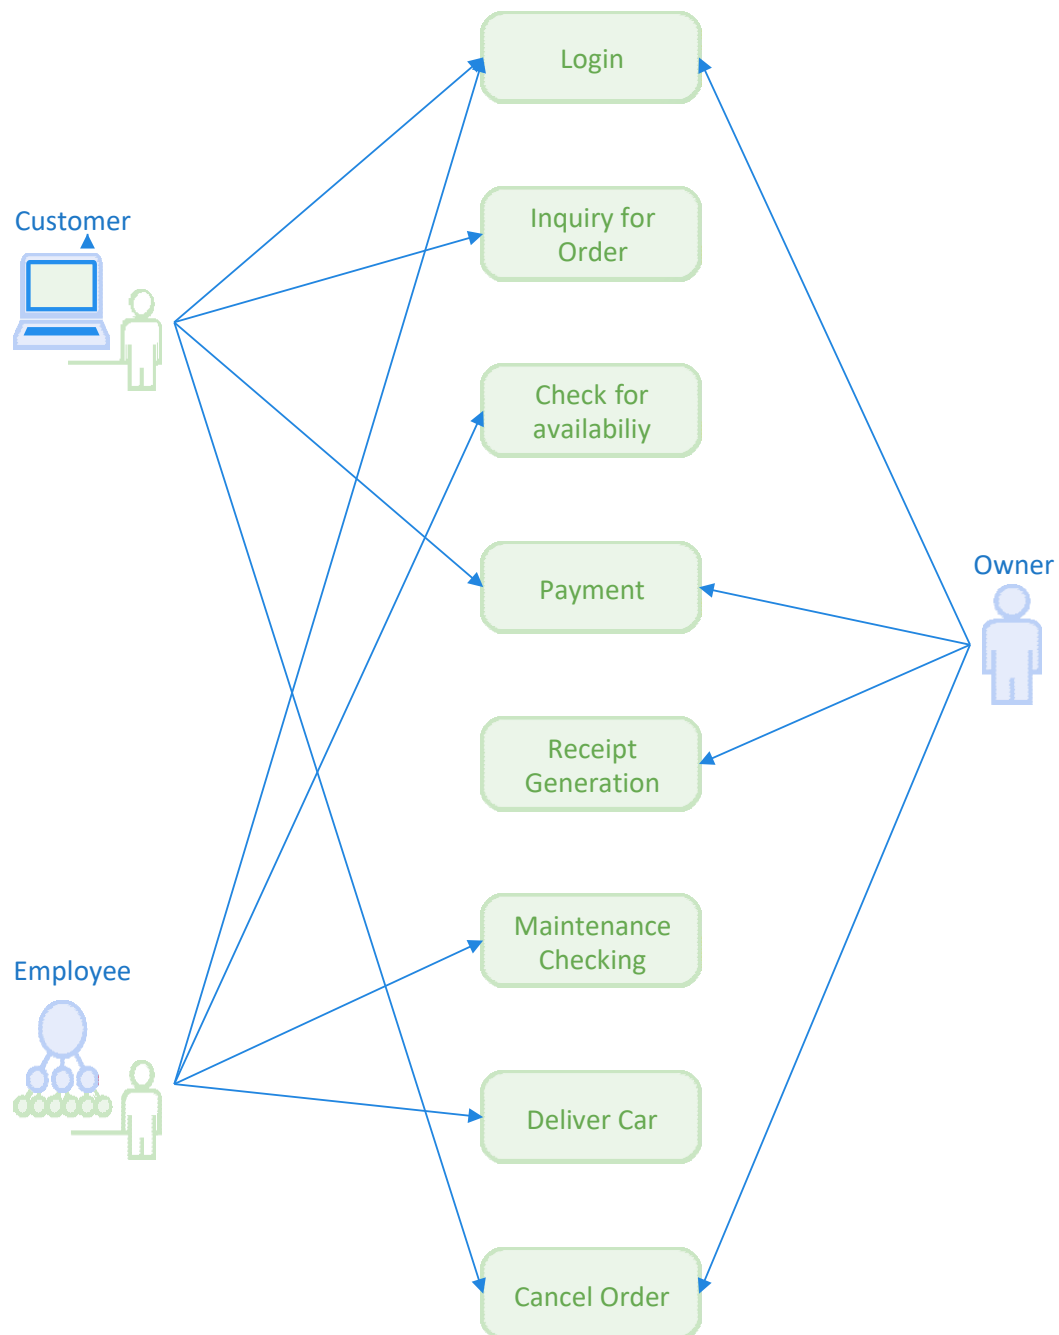 Login
Customer
Inquiry for
Order
Check for
availabiliy
Payment
Owner
Receipt
Generation
Maintenance
Checking
Employee
Deliver Car
Cancel Order